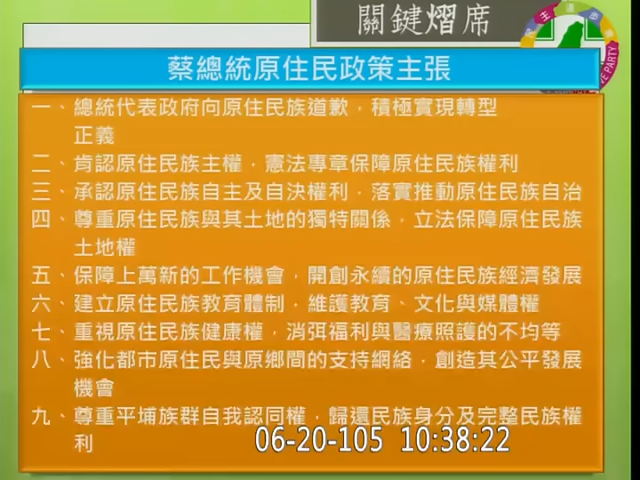 關鍵熠席
蔡總統原住民政策主張
一、總統代表政府向原住民族道歉，積極實現轉型
正義
二、肯認原住民族主權，憲法專章保障原住民族權利
三、承認原住民族自主及自決權利，落實推動原住民族自治
四、尊重原住民族與其土地的獨特關係，立法保障原住民族
土地權
五、保障上萬新的工作機會，開創永續的原住民族經濟發展
六、建立原住民族教育體制，維護教育、文化與媒體權
七、重視原住民族健康權，消弭福利與醫療照護的不均等
八、強化都市原住民與原鄉間的支持網絡，創造其公平發展
機會
九、尊重平埔族群自我認同權，歸還民族身分及完整民族權
利
06-20-105 10:38:22